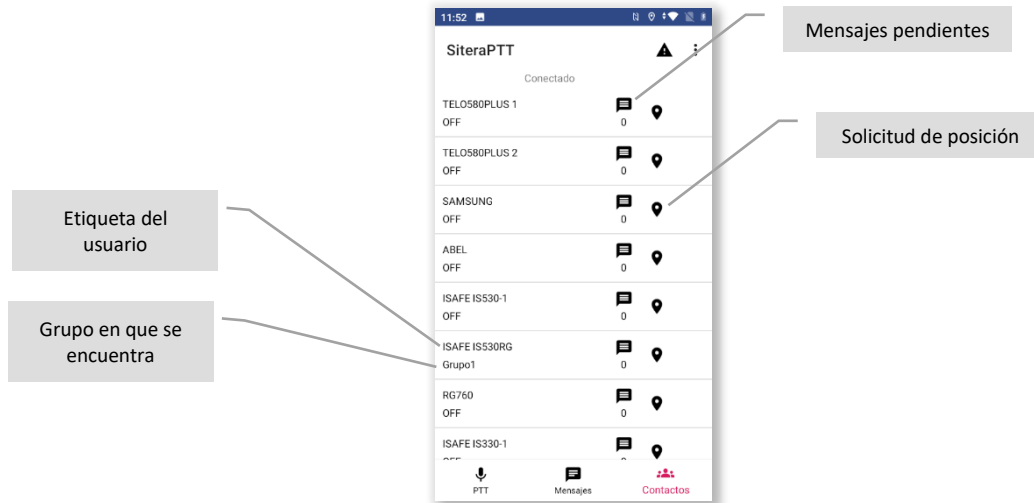 11:52
SiteraPTT
Conectado
TELO580PLUS 1
OFF
0
TELO580PLUS 2
OFF
0
SAMSUNG
OFF
0
ABEL
OFF
0
ISAFE IS530-1
OFF
0
ISAFE IS530RG
Grupo1
0
RG760
OFF
0
ISAFE IS330-1
PTT
Mensajes
Contactos
Mensajes pendientes
Solicitud de posición
Etiqueta del
usuario
Grupo en que se
encuentra